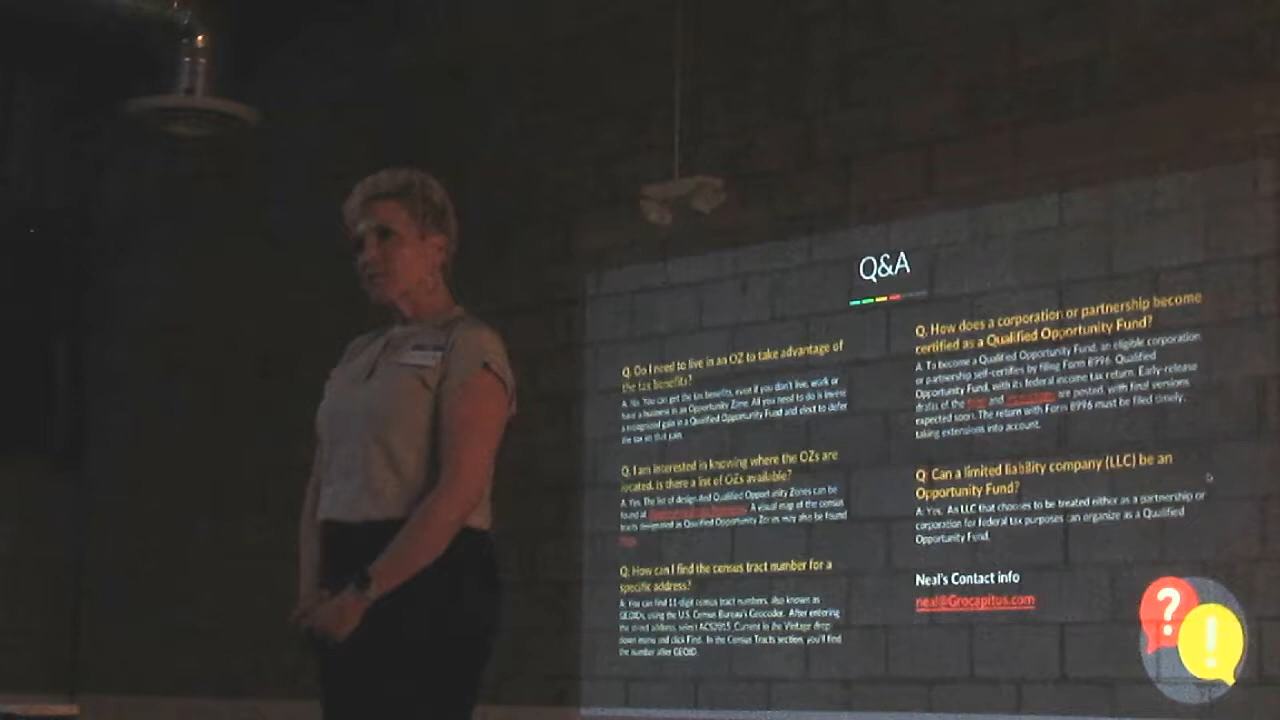 Q&A
Q. Do I need to live in an OZ to take advantage of
the tax benefits?
A. No. You can get the tax benefits, even if you don't live, work or
have a business in an Opportunity Zone. All you need to do is invest
a recognized gain in a Qualified Opportunity Fund and elect to defer
the tax on that gain.
Q. I am interested in knowing where the OZs are
located. Is there a list of OZs available?
A. Yes. The list of designated Qualified Opportunity Zones can be
found at
A visual map of the census
tracts designated as Qualified Opportunity Zones may also be found
Q. How can I find the census tract number for a
specific address?
A. You can find 11-digit census tract numbers, also known as
GEOIDs, using the U.S. Census Bureau's Geocoder. After entering
the street address, select ACS2015_Current in the Vintage drop-
down menu and click Find. In the Census Tracts section, you'll find
the number after GEOID.
Q. How does a corporation or partnership become
certified as a Qualified Opportunity Fund?
A. To become a Qualified Opportunity Fund, an eligible corporation
or partnership self-certifies by filing Form 8996, Qualified
Opportunity Fund, with its federal income tax return. Early-release
drafts of the and are posted, with final versions
expected soon. The return with Form 8996 must be filed timely,
taking extensions into account.
Q: Can a limited liability company (LLC) be an
Opportunity Fund?
A: Yes. An LLC that chooses to be treated either as a partnership or
corporation for federal tax purposes can organize as a Qualified
Opportunity Fund.
Neal's Contact info
neal@Grocapitus.com
?
!